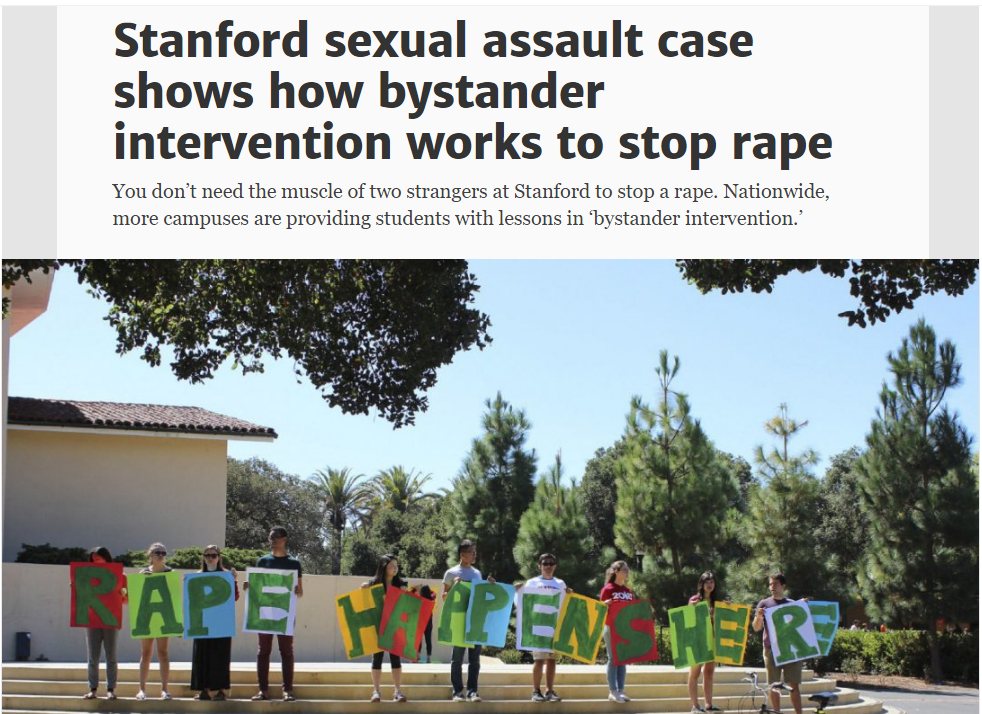 Stanford sexual assault case
shows how bystander
intervention works to stop rape
You don’t need the muscle of two strangers at Stanford to stop a rape. Nationwide,
more campuses are providing students with lessons in ‘bystander intervention.’
RAPE HAPPENS HERE